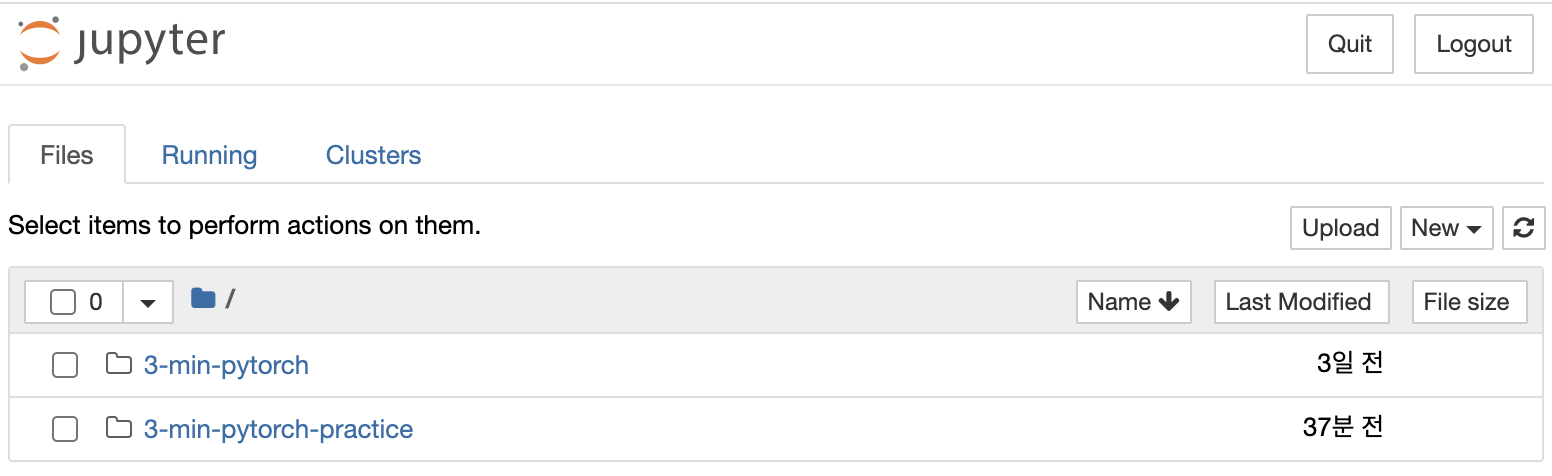 jupyter Quit Logout
Files Running Clusters
Select items to perform actions on them. Upload New
0 / Name Last Modified File size
3-min-pytorch 3일 전
3-min-pytorch-practice 37분 전